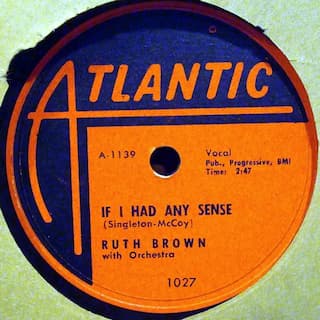 ATLANTIC
A-1139
Vocal
Pub., Progressive, BMI
Time: 2:47
IF I HAD ANY SENSE
(Singleton-McCoy)
RUTH BROWN
with Orchestra
1027